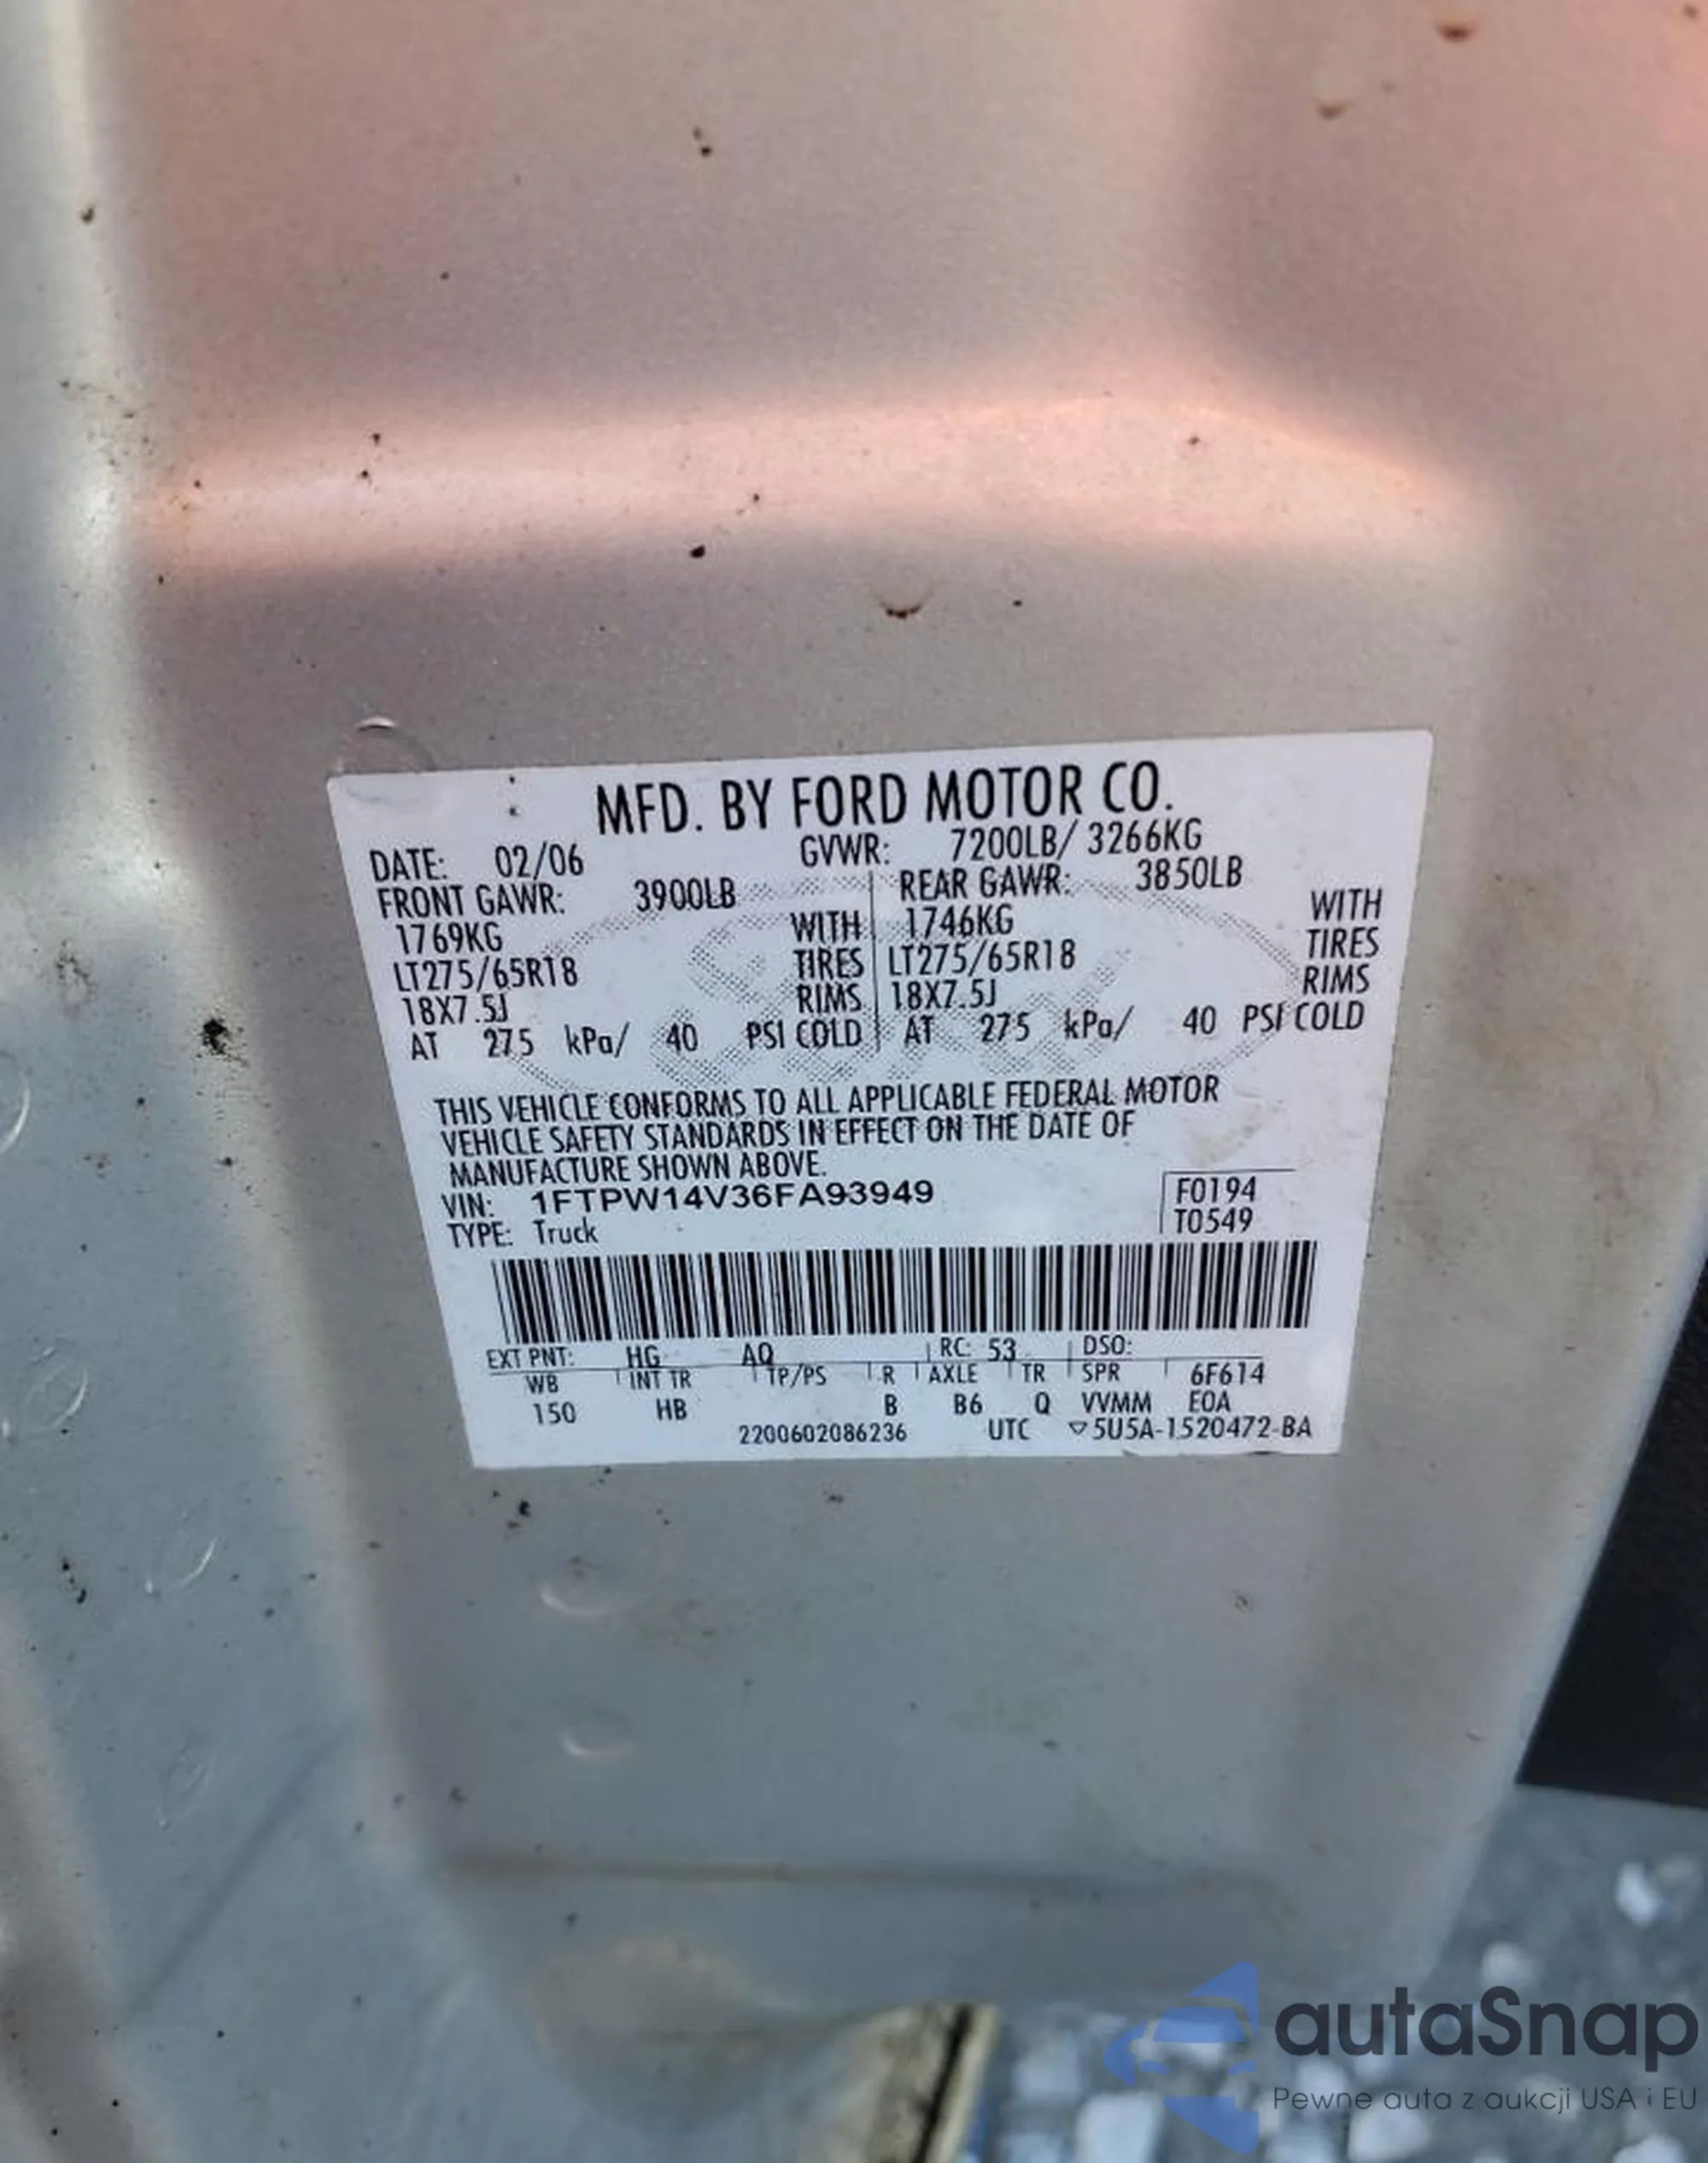 MFD. BY FORD MOTOR CO.
DATE: 02/06 GVWR: 7200LB/ 3266KG
FRONT GAWR: 3900LB REAR GAWR: 3850LB
1769KG WITH 1746KG WITH
LT275/65R18 TIRES LT275/65R18 TIRES
18X7.5J RIMS 18X7.5J RIMS
AT 275 kPa/ 40 PSI COLD AT 275 kPa/ 40 PSI COLD
THIS VEHICLE CONFORMS TO ALL APPLICABLE FEDERAL MOTOR
VEHICLE SAFETY STANDARDS IN EFFECT ON THE DATE OF
MANUFACTURE SHOWN ABOVE.
VIN: 1FTPW14V36FA93949 F0194
TYPE: Truck T0549
EXT PNT: HG AQ RC: 53 DSO:
WB INT TR TP/PS R AXLE TR SPR 6F614
150 HB B B6 Q VVMM EOA
2200602086236 UTC ▽5U5A-1520472-BA
autaSnap
Pewne auta z aukcji USA i EU